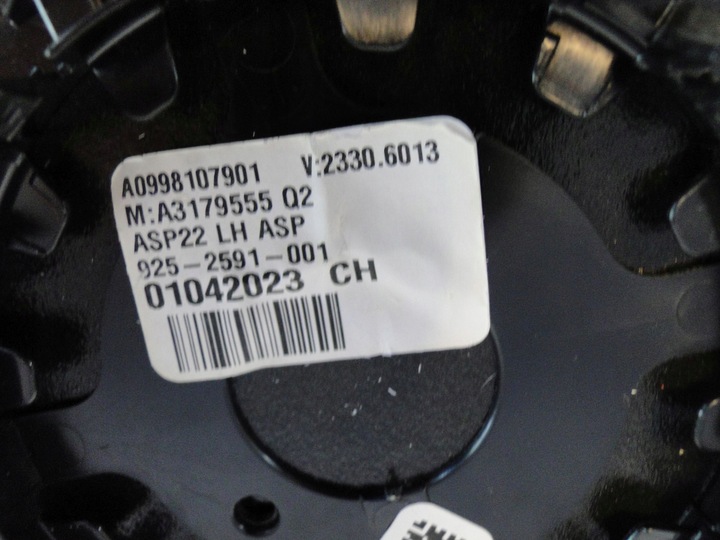 A0998107901 V:2330.6013
M:A3179555 Q2
ASP22 LH ASP
925-2591-001
01042023 CH